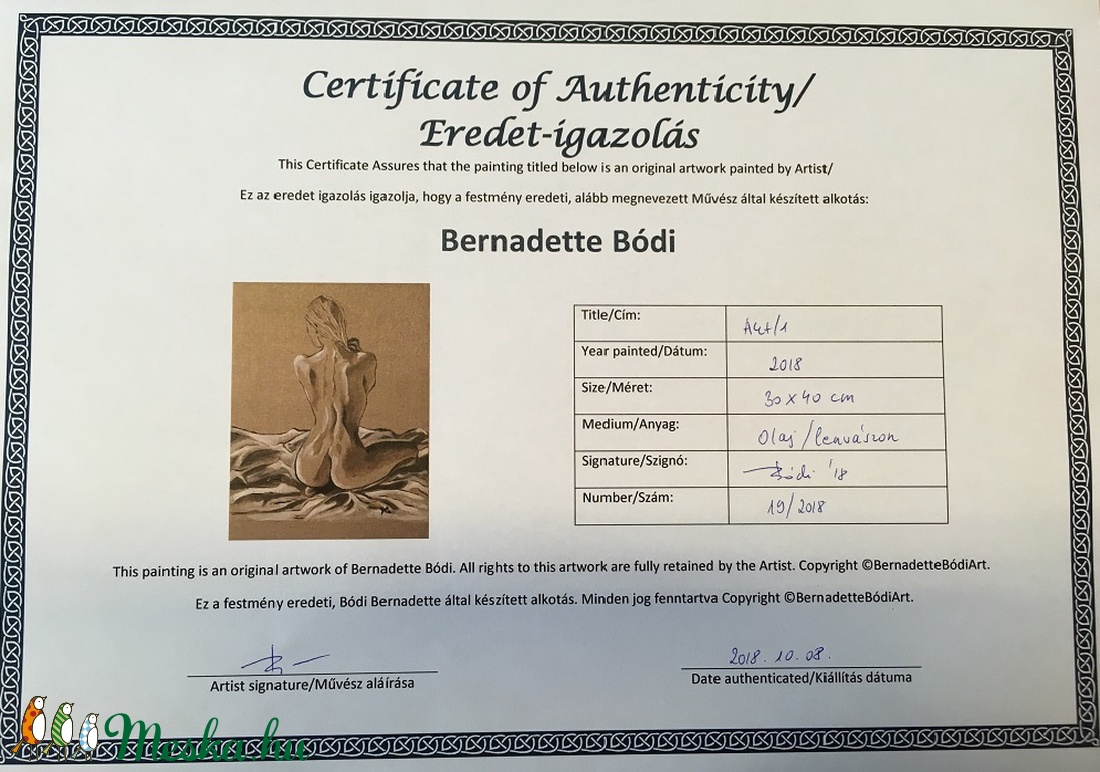 Certificate of Authenticity/
Eredet-igazolás
This Certificate Assures that the painting titled below is an original artwork painted by Artist/
Ez az eredet igazolás igazolja, hogy a festmény eredeti, alább megnevezett Művész által készített alkotás:
Bernadette Bódi
Title/Cím: Akt/1
Year painted/Dátum: 2018
Size/Méret: 30 x 40 cm
Medium/Anyag: Olaj/lenvászon
Signature/Szignó: Bódi '18
Number/Szám: 19/2018
This painting is an original artwork of Bernadette Bódi. All rights to this artwork are fully retained by the Artist. Copyright ©BernadetteBódiArt.
Ez a festmény eredeti, Bódi Bernadette által készített alkotás. Minden jog fenntartva Copyright ©BernadetteBódiArt.
2018. 10. 08.
Artist signature/Művész aláírása
Date authenticated/Kiállítás dátuma
Meska.hu